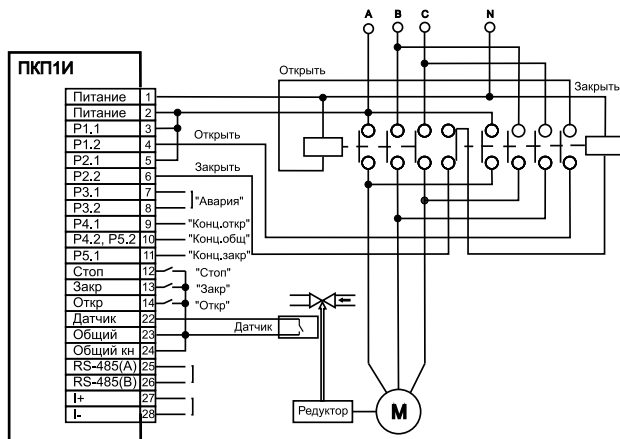 A B C N
ПКП1И
Открыть
Закрыть
Питание 1
Питание 2
P1.1 3
P1.2 4 Открыть
P2.1 5
P2.2 6 Закрыть
P3.1 7
"Авария"
P3.2 8
P4.1 9 "Конц.откр"
P4.2, P5.2 10 "Конц.общ"
P5.1 11 "Конц.закр"
Стоп 12 "Стоп"
Закр 13 "Закр"
Откр 14 "Откр"
Датчик 22
Датчик
Общий 23
Общий кн 24
RS-485(A) 25
RS-485(B) 26
I+ 27
I- 28
Редуктор
M